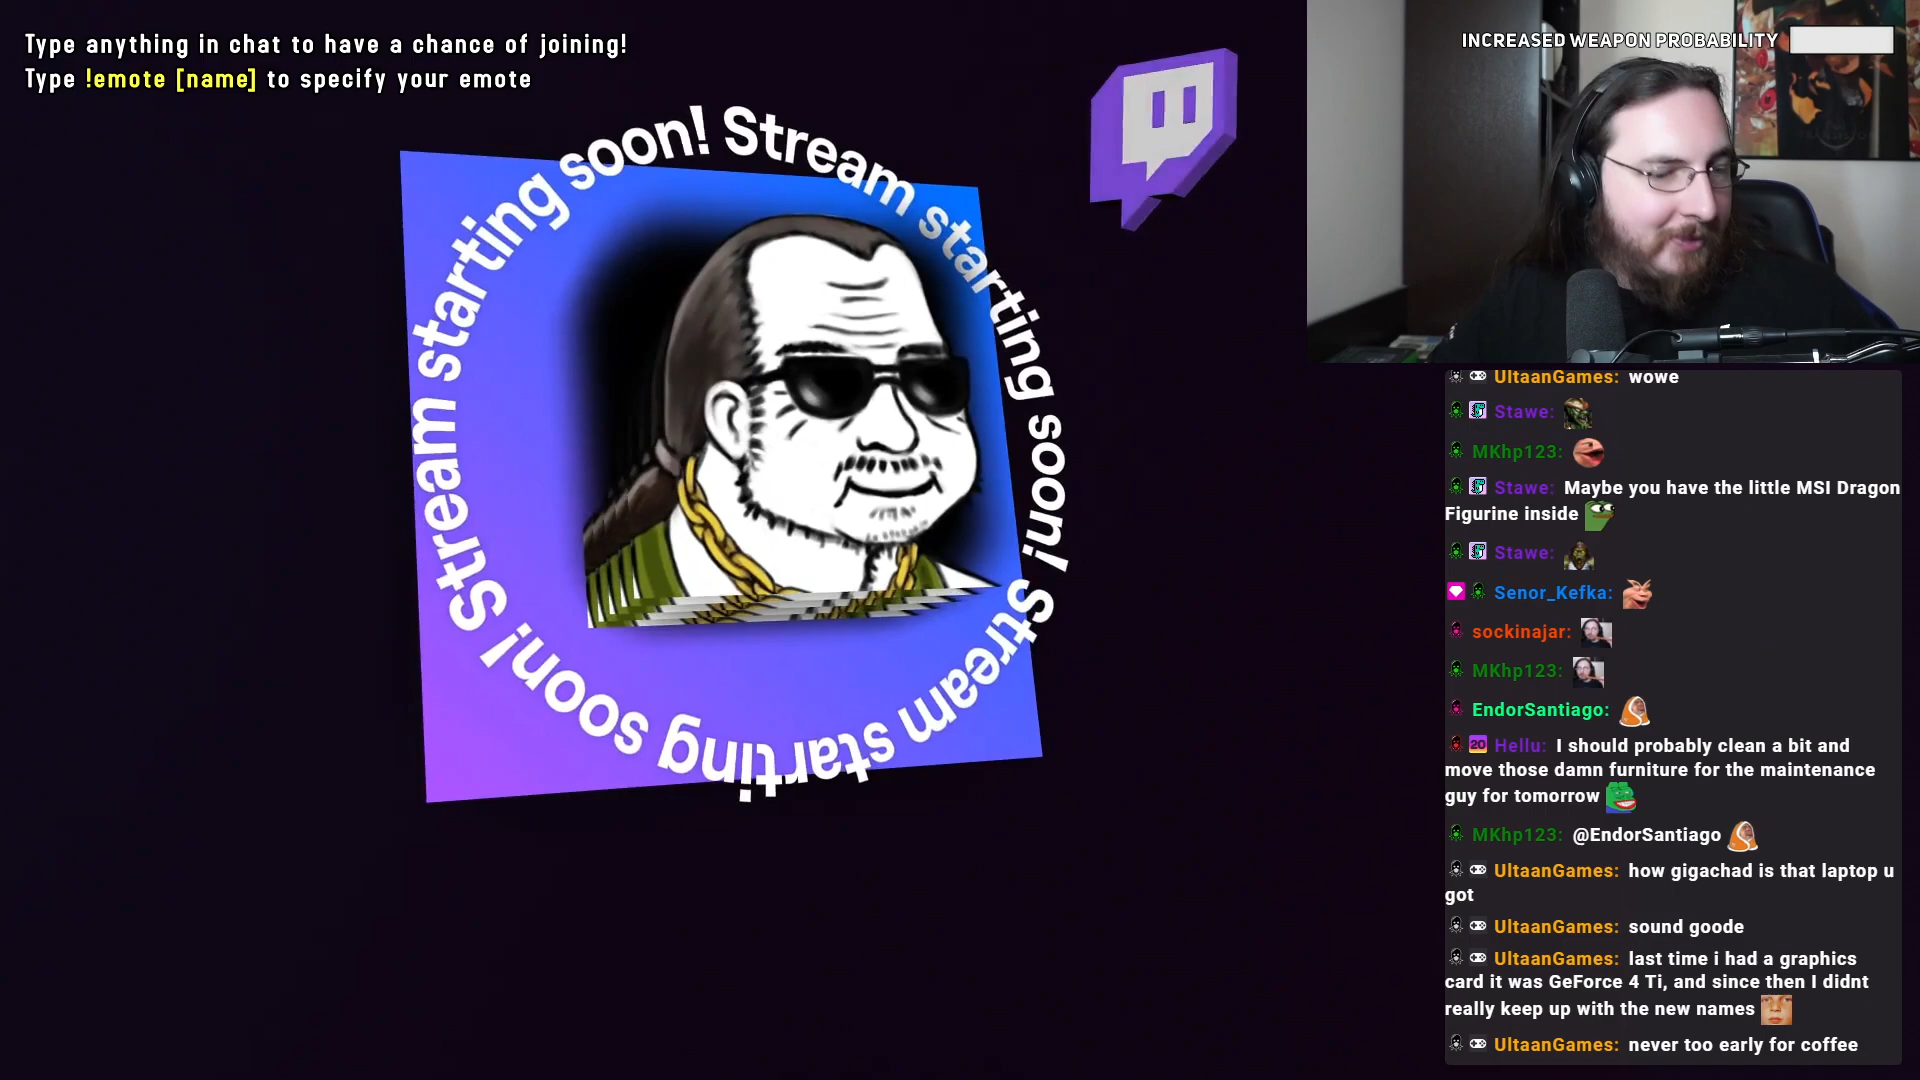 Type anything in chat to have a chance of joining!
Type !emote [name] to specify your emote
INCREASED WEAPON PROBABILITY
Stream starting soon! Stream starting soon! Stream starting soon!
UltaanGames: wowe
Stawe:
MKhp123:
Stawe: Maybe you have the little MSI Dragon
Figurine inside
Stawe:
Senor_Kefka:
sockinajar:
MKhp123:
EndorSantiago:
20 Hellu: I should probably clean a bit and
move those damn furniture for the maintenance
guy for tomorrow
MKhp123: @EndorSantiago
UltaanGames: how gigachad is that laptop u
got
UltaanGames: sound goode
UltaanGames: last time i had a graphics
card it was GeForce 4 Ti, and since then I didnt
really keep up with the new names
UltaanGames: never too early for coffee